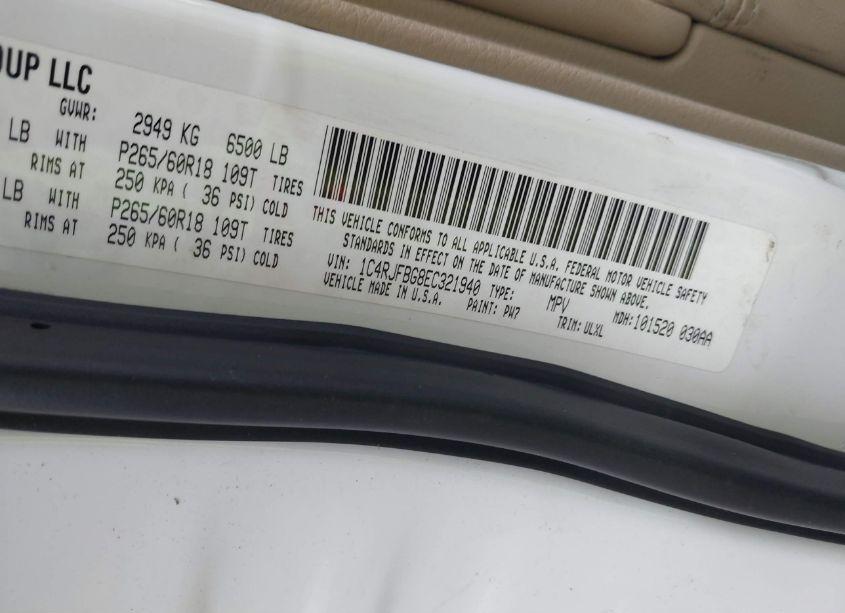 OUP LLC
GVWR: 2949 KG 6500 LB
LB WITH P265/60R18 109T TIRES
RIMS AT 250 KPA ( 36 PSI) COLD
LB WITH P265/60R18 109T TIRES
RIMS AT 250 KPA ( 36 PSI) COLD
THIS VEHICLE CONFORMS TO ALL APPLICABLE U.S.A. FEDERAL MOTOR VEHICLE SAFETY
STANDARDS IN EFFECT ON THE DATE OF MANUFACTURE SHOWN ABOVE.
VIN: 1C4RJFBG8EC321940 TYPE: MPV MDH:101520 030AA
VEHICLE MADE IN U.S.A. PAINT: PW7 TRIM: ULXL